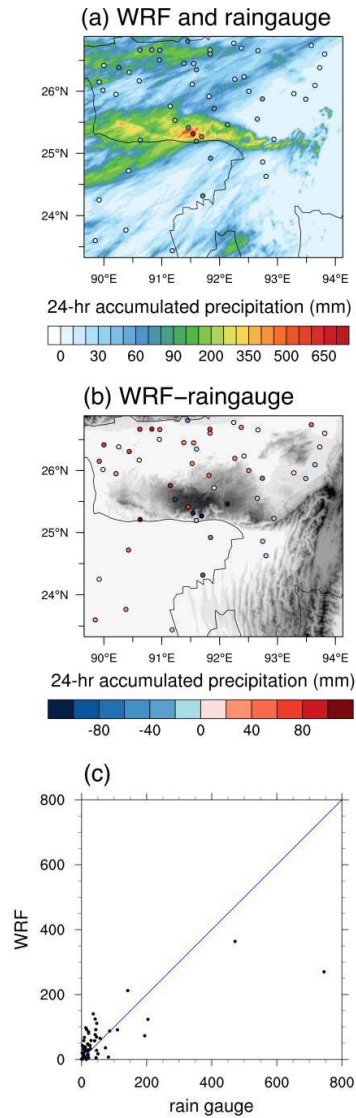 (a) WRF and raingauge
26°N
25°N
24°N
90°E 91°E 92°E 93°E 94°E
24-hr accumulated precipitation (mm)
0 30 60 90 200 350 500 650
(b) WRF−raingauge
26°N
25°N
24°N
90°E 91°E 92°E 93°E 94°E
24-hr accumulated precipitation (mm)
-80 -40 0 40 80
(c)
800
600
400
200
0
WRF
0 200 400 600 800
rain gauge